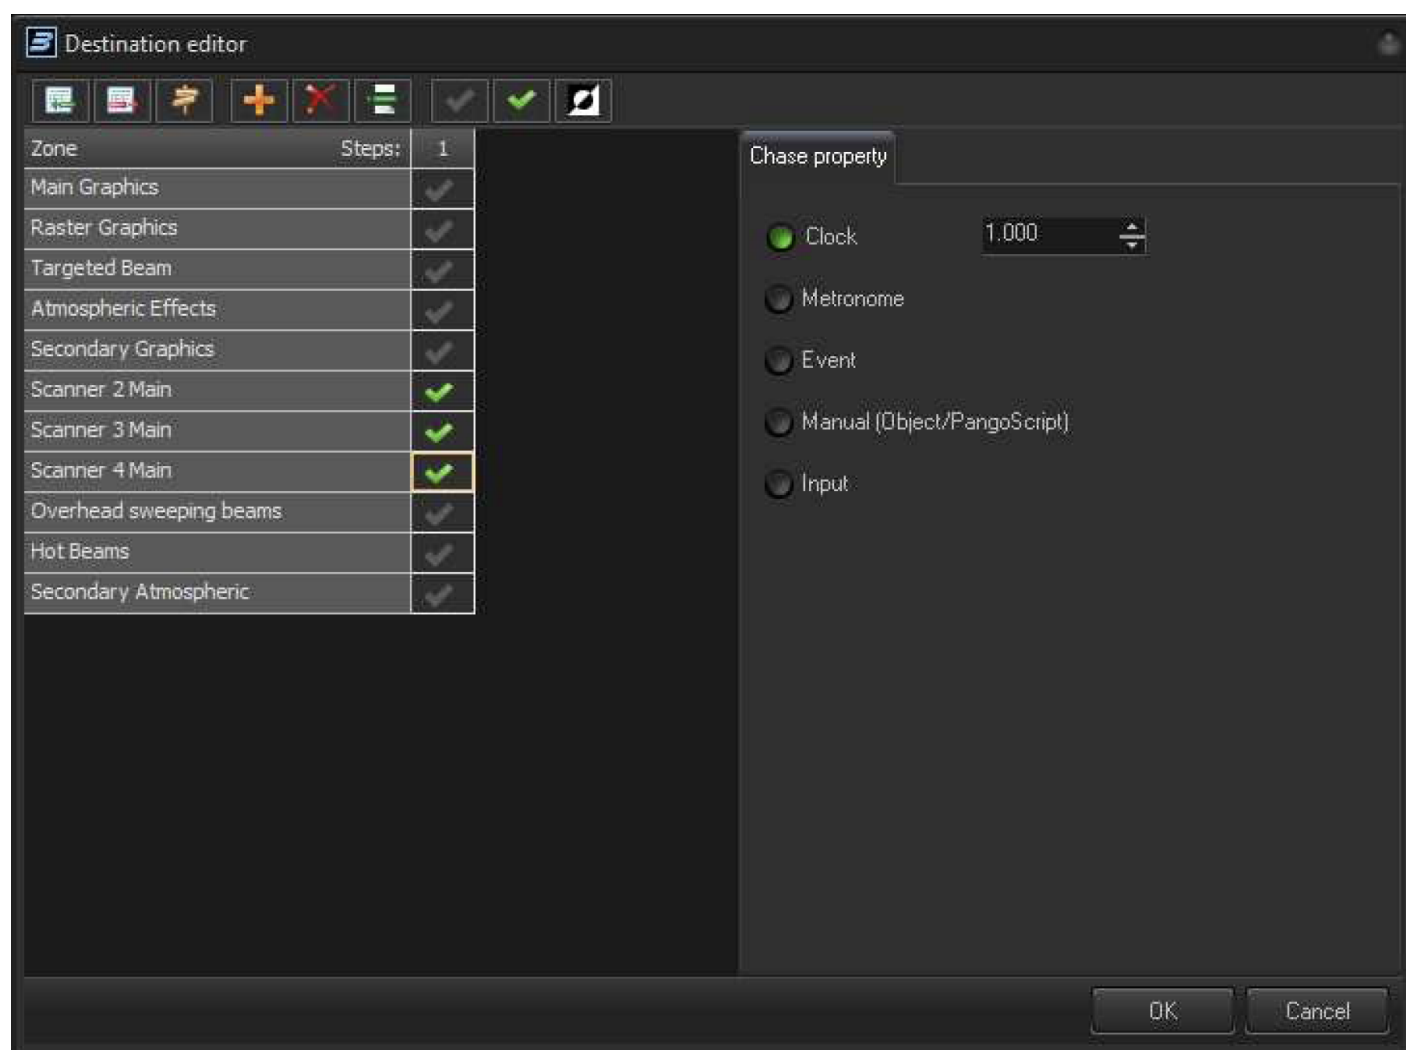 Destination editor
Zone Steps: 1
Main Graphics
Raster Graphics
Targeted Beam
Atmospheric Effects
Secondary Graphics
Scanner 2 Main
Scanner 3 Main
Scanner 4 Main
Overhead sweeping beams
Hot Beams
Secondary Atmospheric
Chase property
Clock 1.000
Metronome
Event
Manual (Object/PangoScript)
Input
OK Cancel